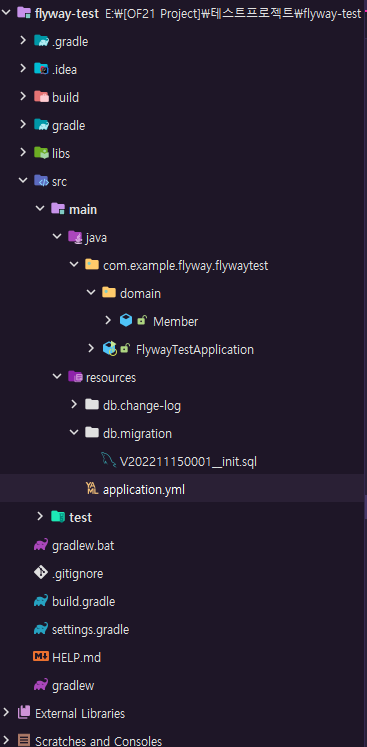 flyway-test E:₩[OF21 Project]₩테스트프로젝트₩flyway-test
.gradle
.idea
build
gradle
libs
src
main
java
com.example.flyway.flywaytest
domain
Member
FlywayTestApplication
resources
db.change-log
db.migration
V202211150001__init.sql
application.yml
test
gradlew.bat
.gitignore
build.gradle
settings.gradle
HELP.md
gradlew
External Libraries
Scratches and Consoles